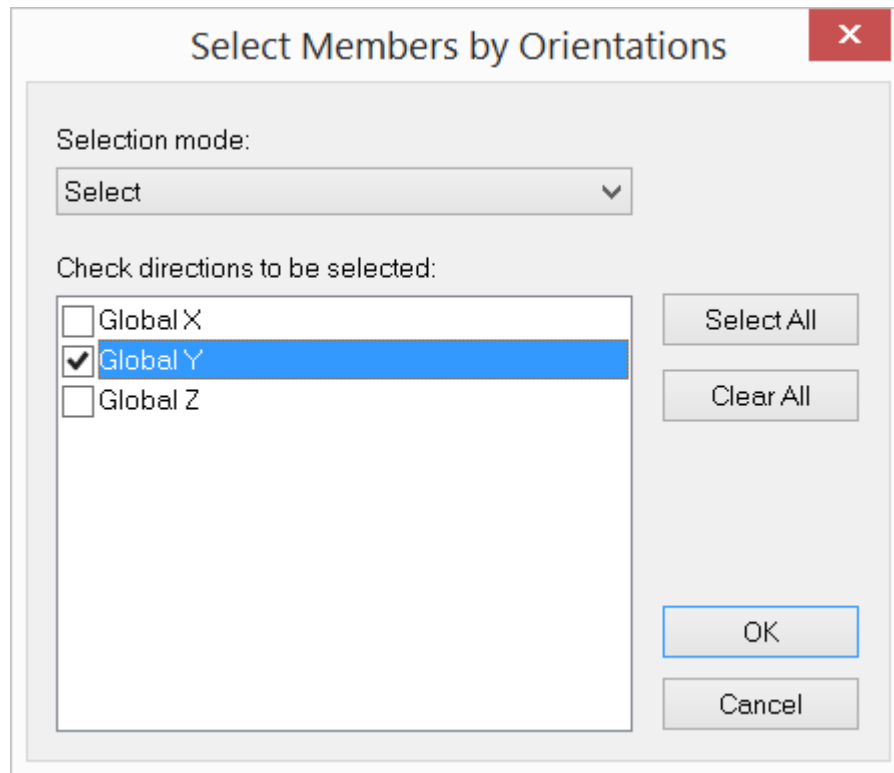 Select Members by Orientations
Selection mode:
Select
Check directions to be selected:
Global X
Global Y
Global Z
Select All
Clear All
OK
Cancel